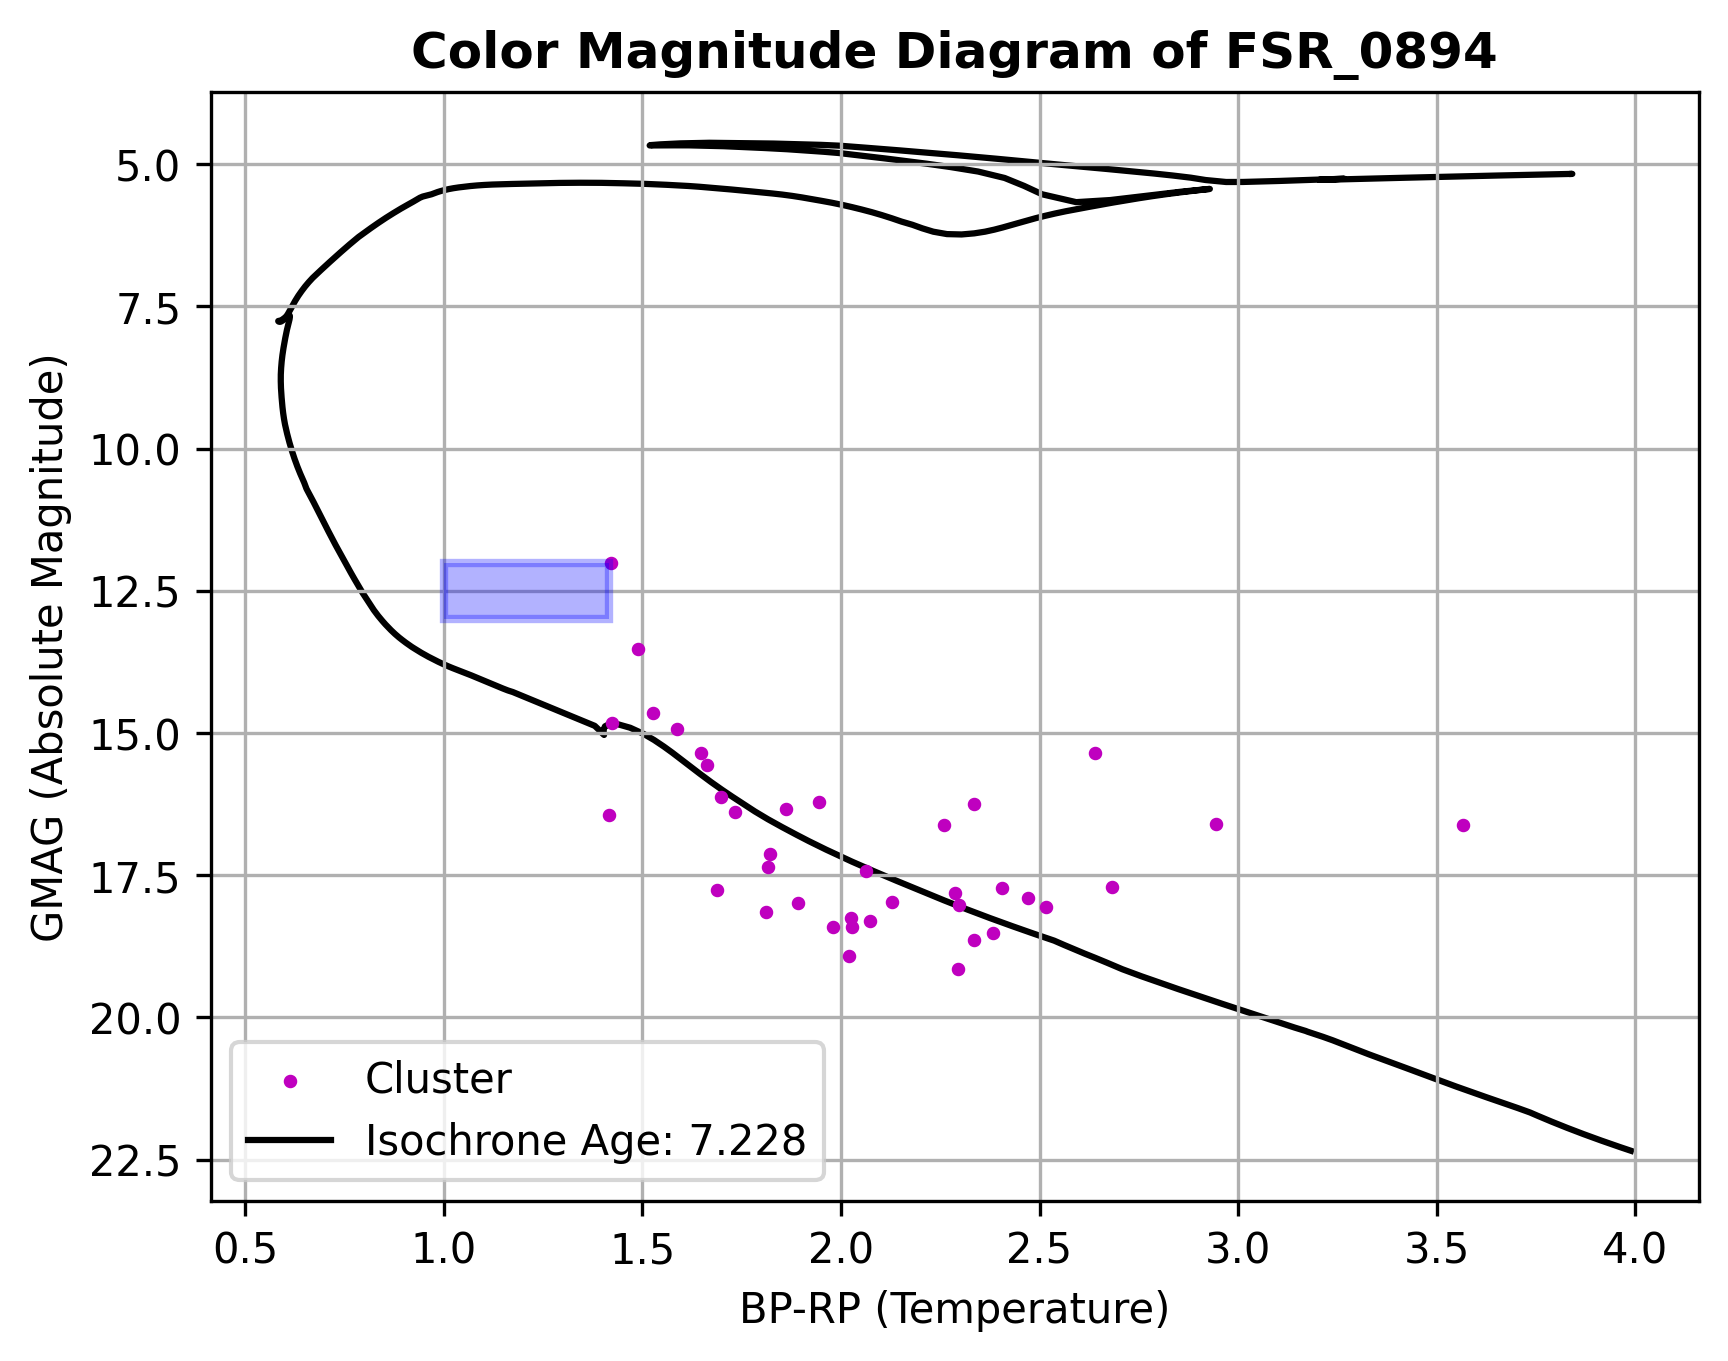 Color Magnitude Diagram of FSR_0894
GMAG (Absolute Magnitude)
5.0
7.5
10.0
12.5
15.0
17.5
20.0
22.5
Cluster
Isochrone Age: 7.228
0.5 1.0 1.5 2.0 2.5 3.0 3.5 4.0
BP-RP (Temperature)